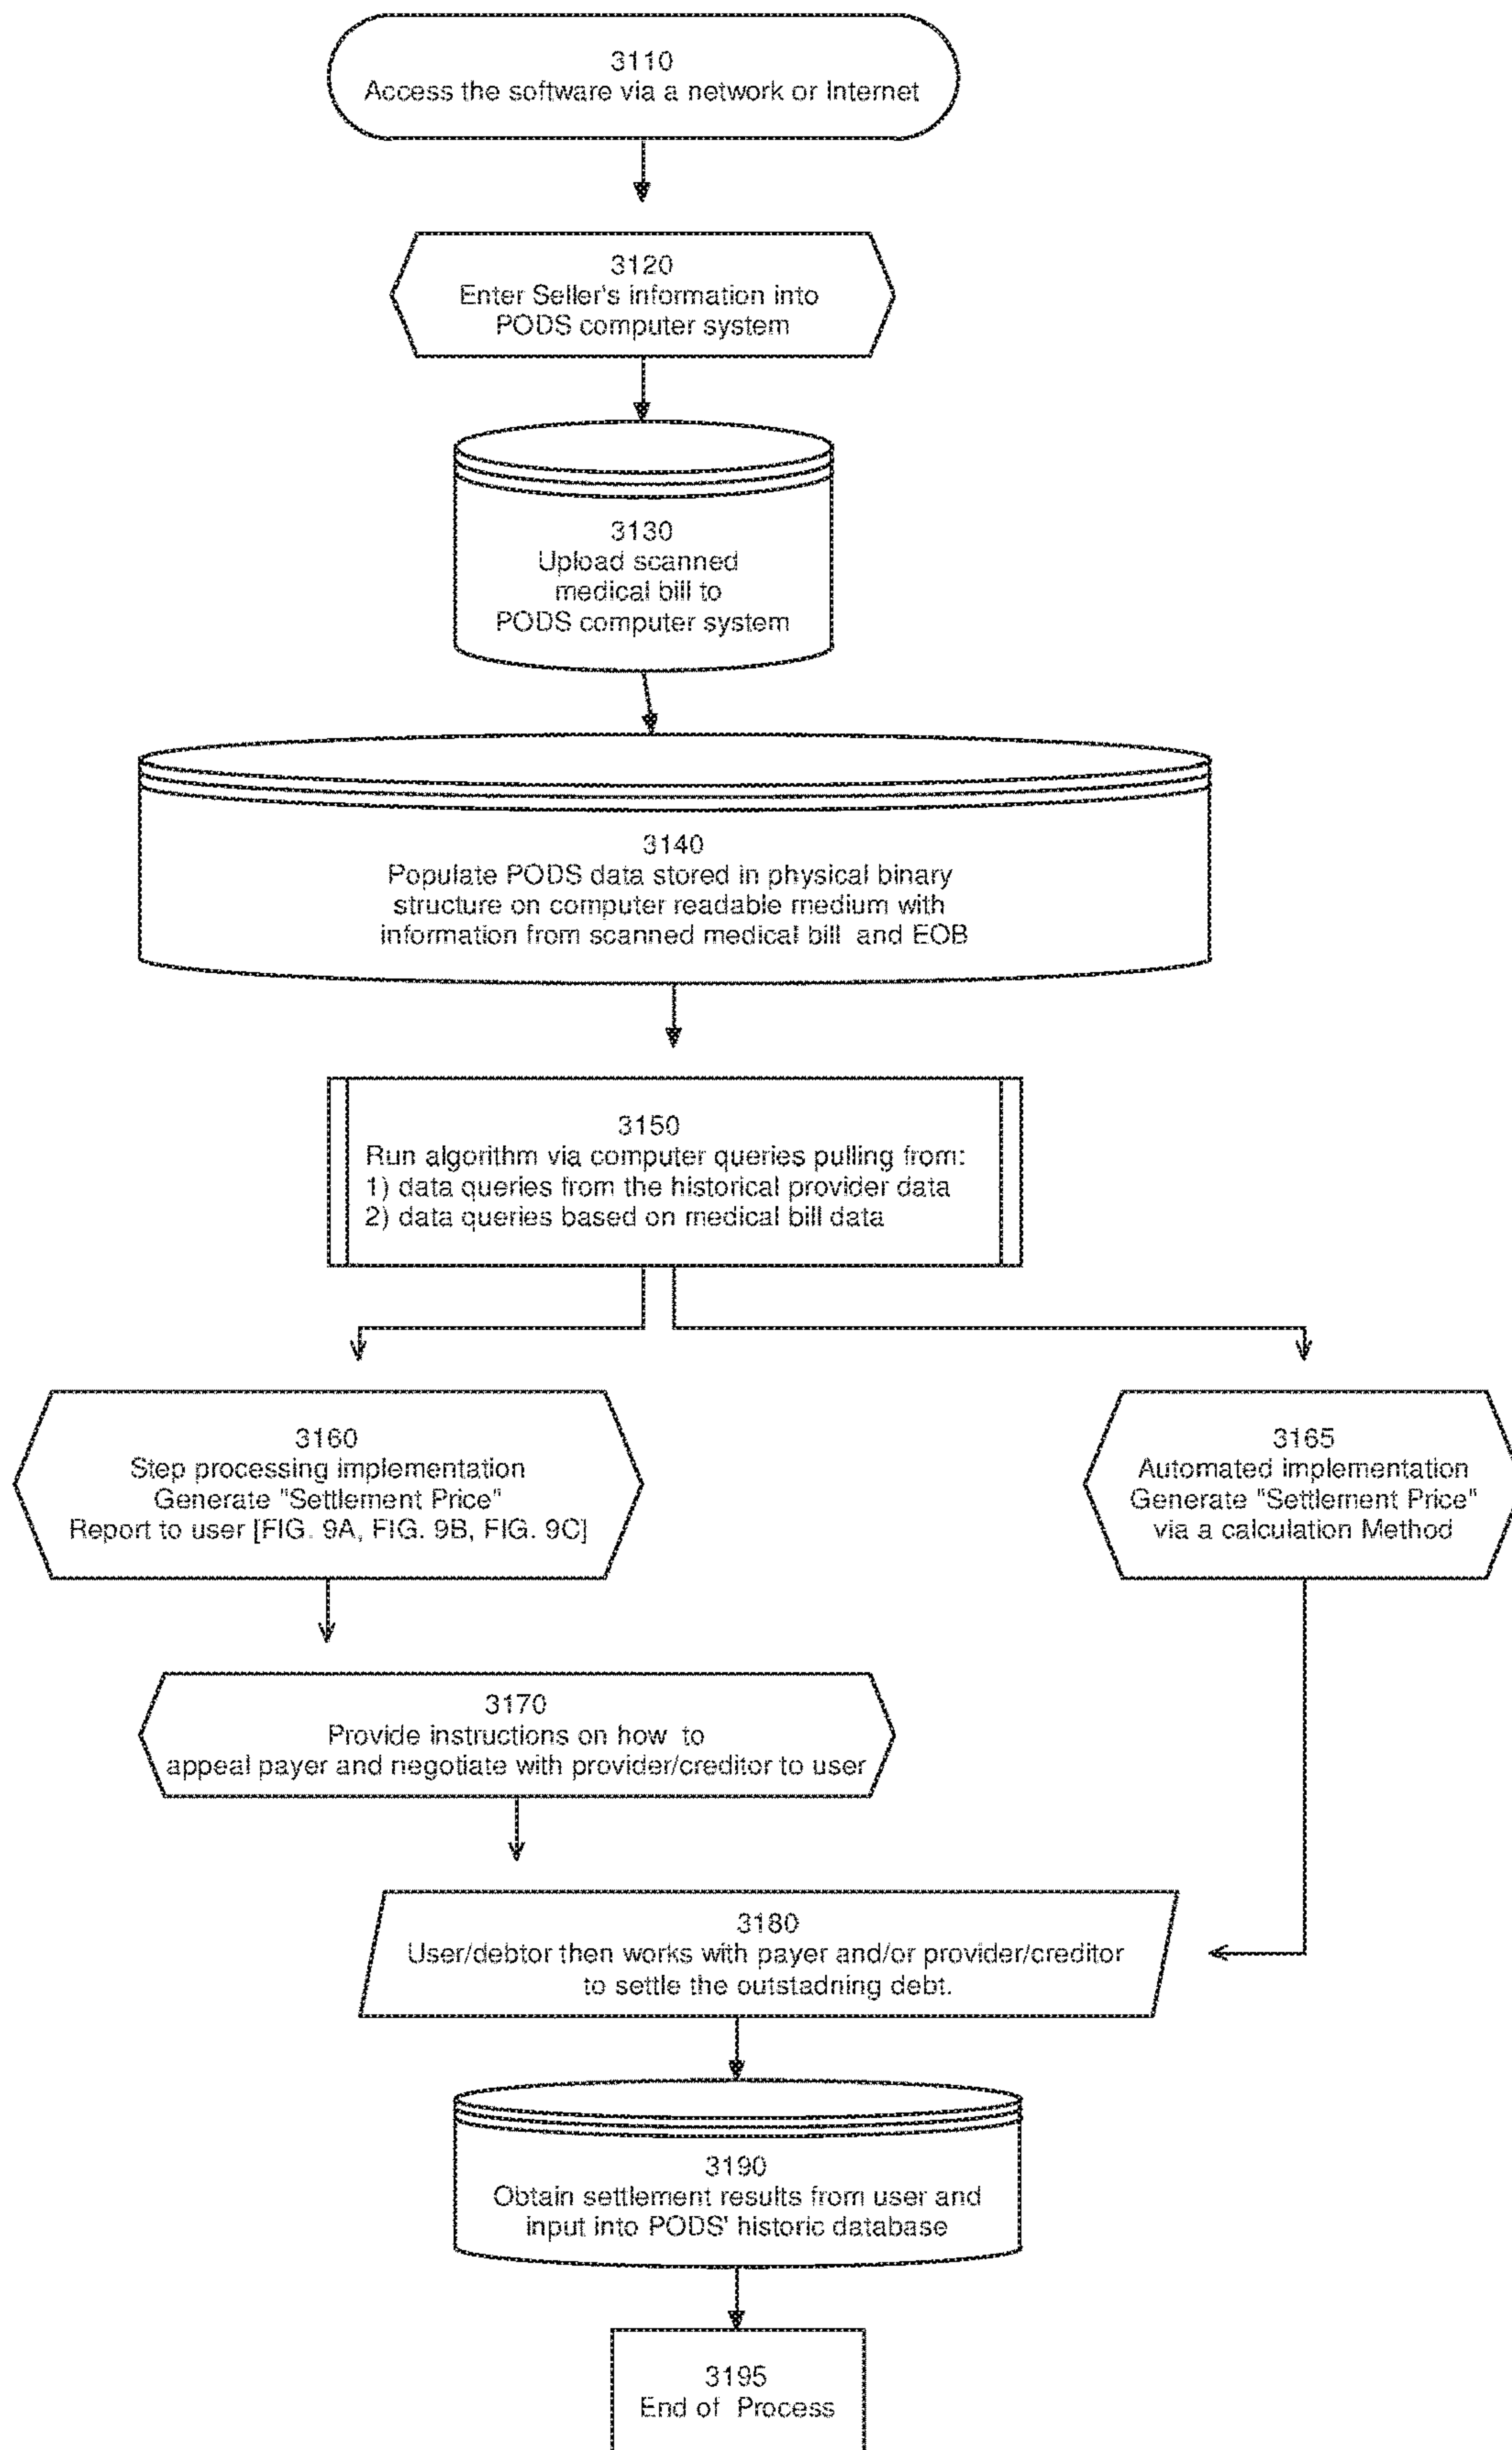 3110
Access the software via a network or Internet
3120
Enter Seller's information into
PODS computer system
3130
Upload scanned
medical bill to
PODS computer system
3140
Populate PODS data stored in physical binary
structure on computer readable medium with
information from scanned medical bill and EOB
3150
Run algorithm via computer queries pulling from:
1) data queries from the historical provider data
2) data queries based on medical bill data
3160
Step processing implementation
Generate "Settlement Price"
Report to user [FIG. 9A, FIG. 9B, FIG. 9C]
3165
Automated implementation
Generate "Settlement Price"
via a calculation Method
3170
Provide instructions on how to
appeal payer and negotiate with provider/creditor to user
3180
User/debtor then works with payer and/or provider/creditor
to settle the outstadning debt.
3190
Obtain settlement results from user and
input into PODS' historic database
3195
End of Process